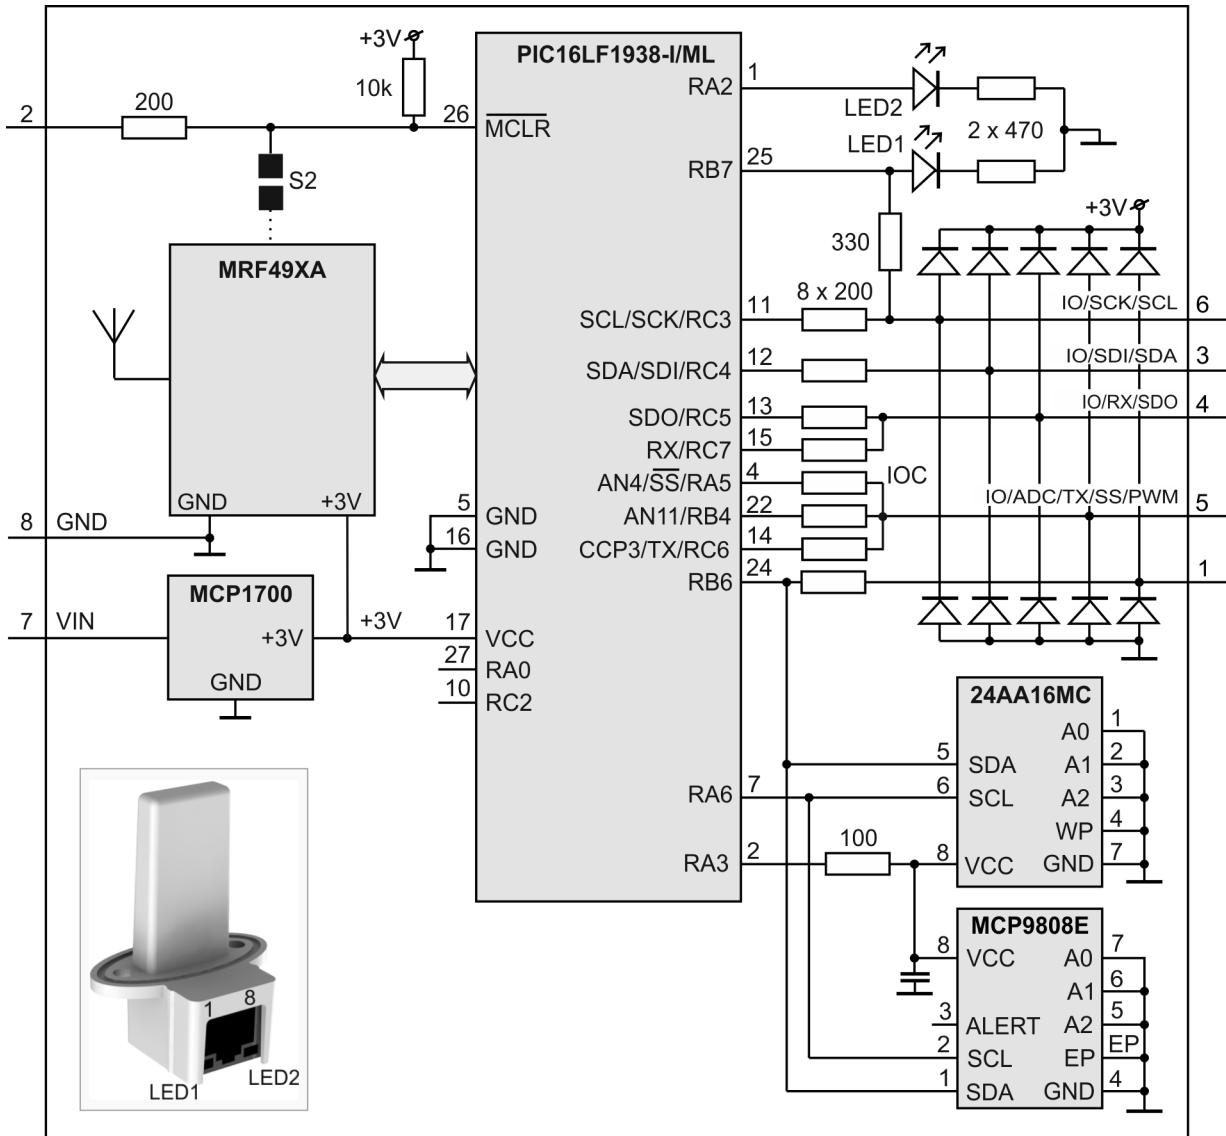 +3V
PIC16LF1938-I/ML
1
RA2
10k
LED2
2
200
26
MCLR
2 x 470
LED1
25
RB7
S2
+3V
330
MRF49XA
8 x 200
IO/SCK/SCL
6
11
SCL/SCK/RC3
12
SDA/SDI/RC4
IO/SDI/SDA
3
13
SDO/RC5
IO/RX/SDO
4
15
RX/RC7
4
AN4/SS/RA5
IOC
GND
+3V
5
GND
22
AN11/RB4
IO/ADC/TX/SS/PWM
5
8
GND
16
GND
14
CCP3/TX/RC6
24
RB6
1
MCP1700
7
VIN
+3V
+3V
17
VCC
27
RA0
GND
10
RC2
24AA16MC
A0
1
5
SDA
A1
2
7
RA6
6
SCL
A2
3
WP
4
100
2
RA3
8
VCC
GND
7
MCP9808E
8
VCC
A0
7
A1
6
3
ALERT
A2
5
2
SCL
EP
EP
1
SDA
GND
4
1
8
LED1
LED2